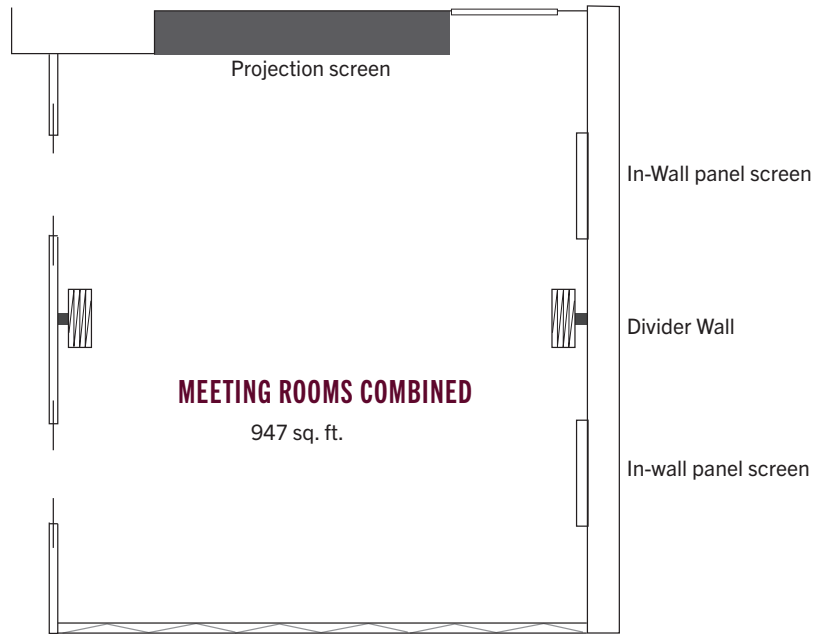 Projection screen
In-Wall panel screen
Divider Wall
MEETING ROOMS COMBINED
947 sq. ft.
In-wall panel screen